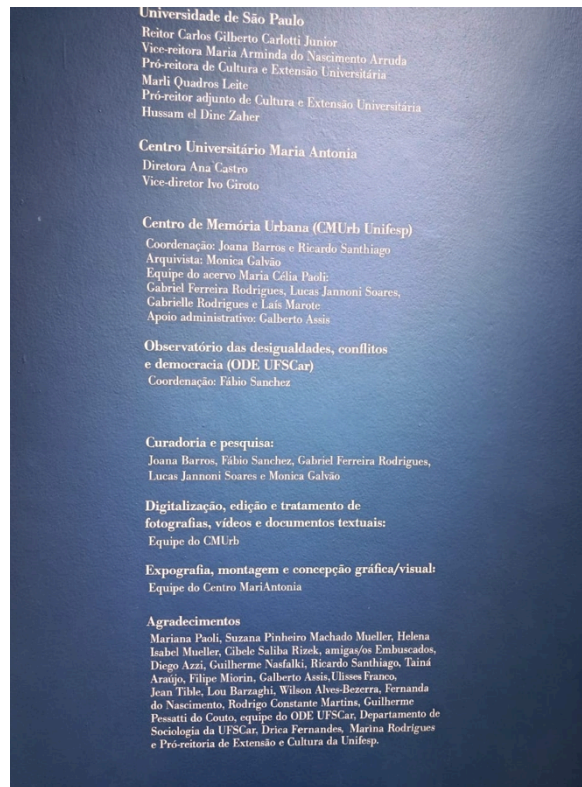 Universidade de São Paulo
Reitor Carlos Gilberto Carlotti Junior
Vice-reitora Maria Arminda do Nascimento Arruda
Pró-reitora de Cultura e Extensão Universitária
Marli Quadros Leite
Pró-reitor adjunto de Cultura e Extensão Universitária
Hussam el Dine Zaher
Centro Universitário Maria Antonia
Diretora Ana Castro
Vice-diretor Ivo Giroto
Centro de Memória Urbana (CMUrb Unifesp)
Coordenação: Joana Barros e Ricardo Santhiago
Arquivista: Monica Galvão
Equipe do acervo Maria Célia Paoli:
Gabriel Ferreira Rodrigues, Lucas Jannoni Soares,
Gabrielle Rodrigues e Laís Marote
Apoio administrativo: Galberto Assis
Observatório das desigualdades, conflitos
e democracia (ODE UFSCar)
Coordenação: Fábio Sanchez
Curadoria e pesquisa:
Joana Barros, Fábio Sanchez, Gabriel Ferreira Rodrigues,
Lucas Jannoni Soares e Monica Galvão
Digitalização, edição e tratamento de
fotografias, vídeos e documentos textuais:
Equipe do CMUrb
Expografia, montagem e concepção gráfica/visual:
Equipe do Centro MariAntonia
Agradecimentos
Mariana Paoli, Suzana Pinheiro Machado Mueller, Helena
Isabel Mueller, Cibele Saliba Rizek, amigas/os Embuscados,
Diego Azzi, Guilherme Nasfalki, Ricardo Santhiago, Tainá
Araújo, Filipe Miorin, Galberto Assis,Ulisses Franco,
Jean Tible, Lou Barzaghi, Wilson Alves-Bezerra, Fernanda
do Nascimento, Rodrigo Constante Martins, Guilherme
Pessatti do Couto, equipe do ODE UFSCar, Departamento de
Sociologia da UFSCar, Drica Fernandes, Marina Rodrigues
e Pró-reitoria de Extensão e Cultura da Unifesp.